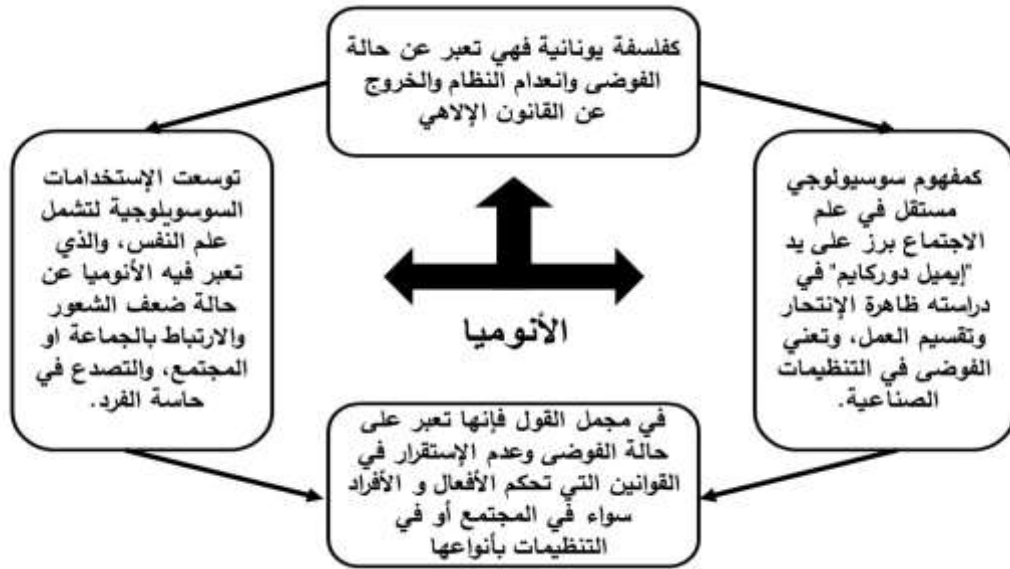 كفلسفة يونانية فهي تعبر عن حالة
الفوضى وانعدام النظام والخروج
عن القانون الإلاهي
كمفهوم سوسيولوجي
مستقل في علم
الاجتماع برز على يد
"إيميل دوركايم" في
دراسته ظاهرة الإنتحار
وتقسيم العمل، وتعني
الفوضى في التنظيمات
الصناعية.
توسعت الإستخدامات
السوسويلوجية لتشمل
علم النفس، والذي
تعبر فيه الأنوميا عن
حالة ضعف الشعور
والارتباط بالجماعة او
المجتمع، والتصدع في
حاسة الفرد.
الأنوميا
في مجمل القول فإنها تعبر على
حالة الفوضى وعدم الإستقرار في
القوانين التي تحكم الأفعال و الأفراد
سواء في المجتمع أو في
التنظيمات بأنواعها